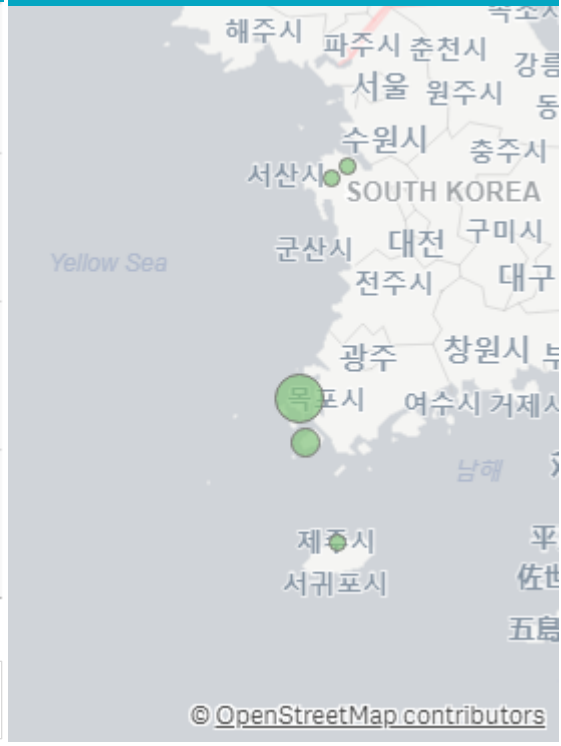 해주시
파주시 춘천시
강릉
서울 원주시
동
수원시
충주시
서산시
SOUTH KOREA
구미시
군산시 대전
Yellow Sea
전주시 대구
광주 창원시
목포시 여수시 거제시
남해
제주시
平
서귀포시
佐世
五島
© OpenStreetMap contributors